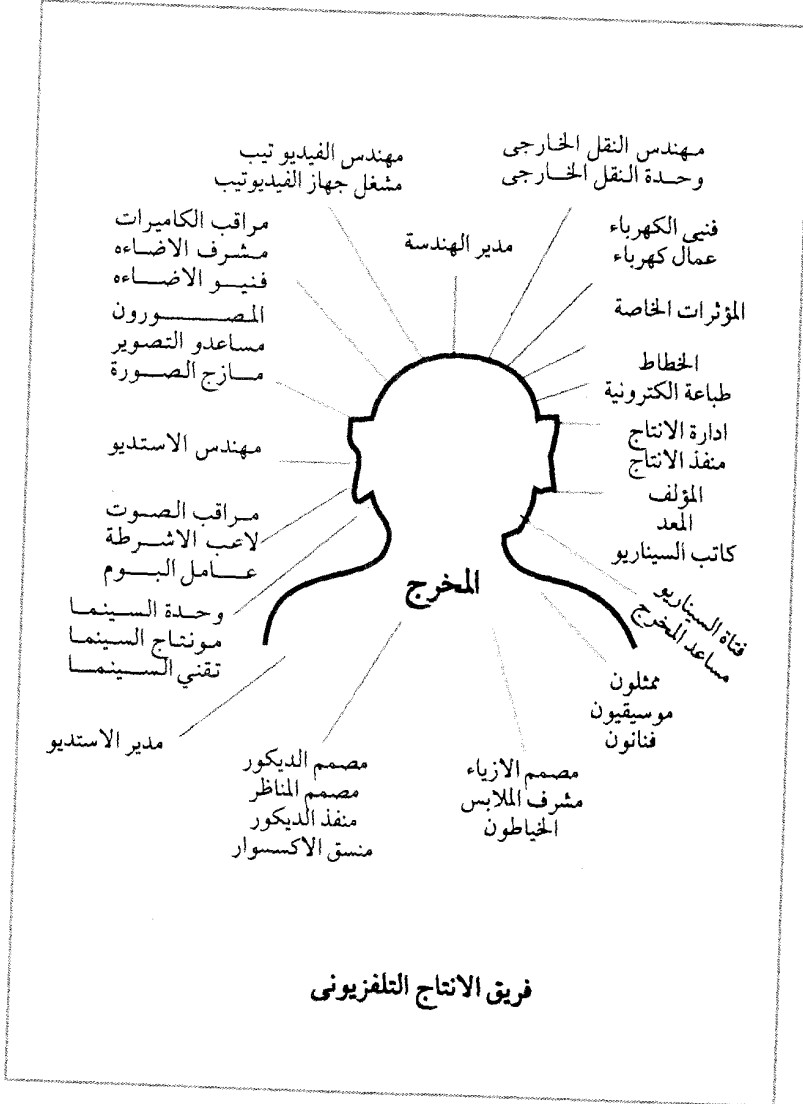 مهندس النقل الخارجى
وحدة النقل الخارجى
مهندس الفيديو تيب
مشغل جهاز الفيديوتيب
مدير الهندسة
فنيى الكهرباء
عمال كهرباء
المؤثرات الخاصة
الخطاط
طباعة الكترونية
ادارة الانتاج
منفذ الانتاج
المؤلف
المعد
كاتب السيناريو
فتاة السيناريو
مساعد المخرج
ممثلون
موسيقيون
فنانون
مصمم الازياء
مشرف الملابس
الخياطون
مصمم الديكور
مصمم المناظر
منفذ الديكور
منسق الاكسسوار
مدير الاستديو
وحدة السينما
مونتاج السينما
تقني السينما
مراقب الصوت
لاعب الاشرطة
عامل البوم
مهندس الاستديو
مراقب الكاميرات
مشرف الاضاءه
فنيو الاضاءه
المصورون
مساعدو التصوير
مازج الصورة
المخرج
فريق الانتاج التلفزيونى